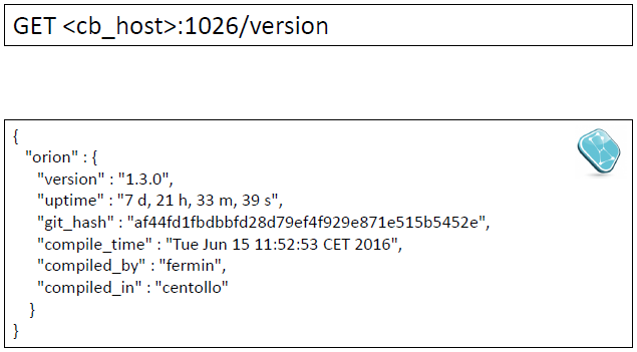 GET <cb_host>:1026/version
{
"orion" : {
"version" : "1.3.0",
"uptime" : "7 d, 21 h, 33 m, 39 s",
"git_hash" : "af44fd1fbdbbfd28d79ef4f929e871e515b5452e",
"compile_time" : "Tue Jun 15 11:52:53 CET 2016",
"compiled_by" : "fermin",
"compiled_in" : "centollo"
}
}